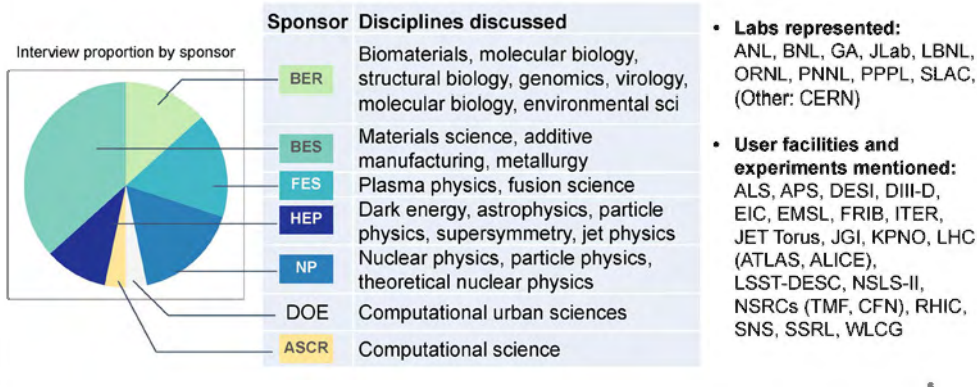 Interview proportion by sponsor
Sponsor Disciplines discussed
BER
Biomaterials, molecular biology,
structural biology, genomics, virology,
molecular biology, environmental sci
BES
Materials science, additive
manufacturing, metallurgy
FES
Plasma physics, fusion science
HEP
Dark energy, astrophysics, particle
physics, supersymmetry, jet physics
NP
Nuclear physics, particle physics,
theoretical nuclear physics
DOE
Computational urban sciences
ASCR
Computational science
• Labs represented:
ANL, BNL, GA, JLab, LBNL,
ORNL, PNNL, PPPL, SLAC,
(Other: CERN)
• User facilities and
experiments mentioned:
ALS, APS, DESI, DIII-D,
EIC, EMSL, FRIB, ITER,
JET Torus, JGI, KPNO, LHC
(ATLAS, ALICE),
LSST-DESC, NSLS-II,
NSRCs (TMF, CFN), RHIC,
SNS, SSRL, WLCG